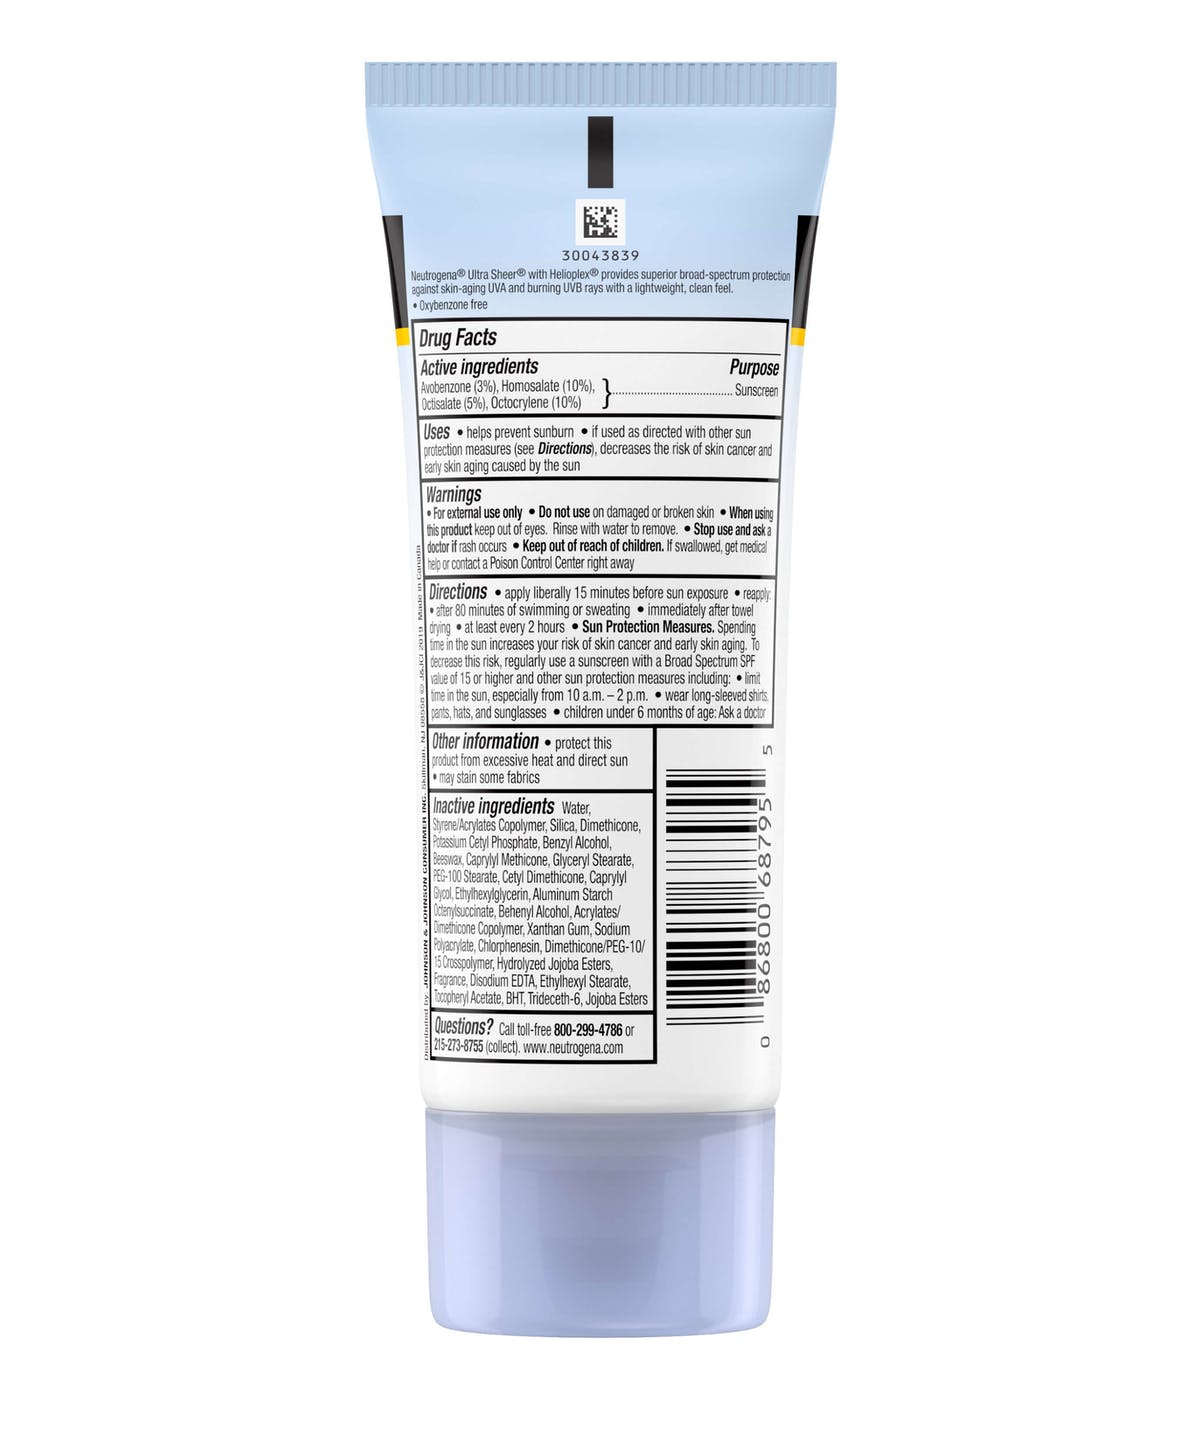 30043839
Neutrogena® Ultra Sheer® with Helioplex® provides superior broad-spectrum protection
against skin-aging UVA and burning UVB rays with a lightweight, clean feel.
• Oxybenzone free
Drug Facts
Active ingredients Purpose
Avobenzone (3%), Homosalate (10%),
Octisalate (5%), Octocrylene (10%) }........................................ Sunscreen
Uses • helps prevent sunburn • if used as directed with other sun
protection measures (see Directions), decreases the risk of skin cancer and
early skin aging caused by the sun
Warnings
• For external use only • Do not use on damaged or broken skin • When using
this product keep out of eyes. Rinse with water to remove. • Stop use and ask a
doctor if rash occurs • Keep out of reach of children. If swallowed, get medical
help or contact a Poison Control Center right away
Directions • apply liberally 15 minutes before sun exposure • reapply:
• after 80 minutes of swimming or sweating • immediately after towel
drying • at least every 2 hours • Sun Protection Measures. Spending
time in the sun increases your risk of skin cancer and early skin aging. To
decrease this risk, regularly use a sunscreen with a Broad Spectrum SPF
value of 15 or higher and other sun protection measures including: • limit
time in the sun, especially from 10 a.m. – 2 p.m. • wear long-sleeved shirts,
pants, hats, and sunglasses • children under 6 months of age: Ask a doctor
Other information • protect this
product from excessive heat and direct sun
• may stain some fabrics
Inactive ingredients Water,
Styrene/Acrylates Copolymer, Silica, Dimethicone,
Potassium Cetyl Phosphate, Benzyl Alcohol,
Beeswax, Caprylyl Methicone, Glyceryl Stearate,
PEG-100 Stearate, Cetyl Dimethicone, Caprylyl
Glycol, Ethylhexylglycerin, Aluminum Starch
Octenylsuccinate, Behenyl Alcohol, Acrylates/
Dimethicone Copolymer, Xanthan Gum, Sodium
Polyacrylate, Chlorphenesin, Dimethicone/PEG-10/
15 Crosspolymer, Hydrolyzed Jojoba Esters,
Fragrance, Disodium EDTA, Ethylhexyl Stearate,
Tocopheryl Acetate, BHT, Trideceth-6, Jojoba Esters
Questions? Call toll-free 800-299-4786 or
215-273-8755 (collect). www.neutrogena.com
Distributed by: JOHNSON & JOHNSON CONSUMER INC. Skillman, NJ 08558 © J&JCI 2019 Made in Canada
0 86800 68795 5